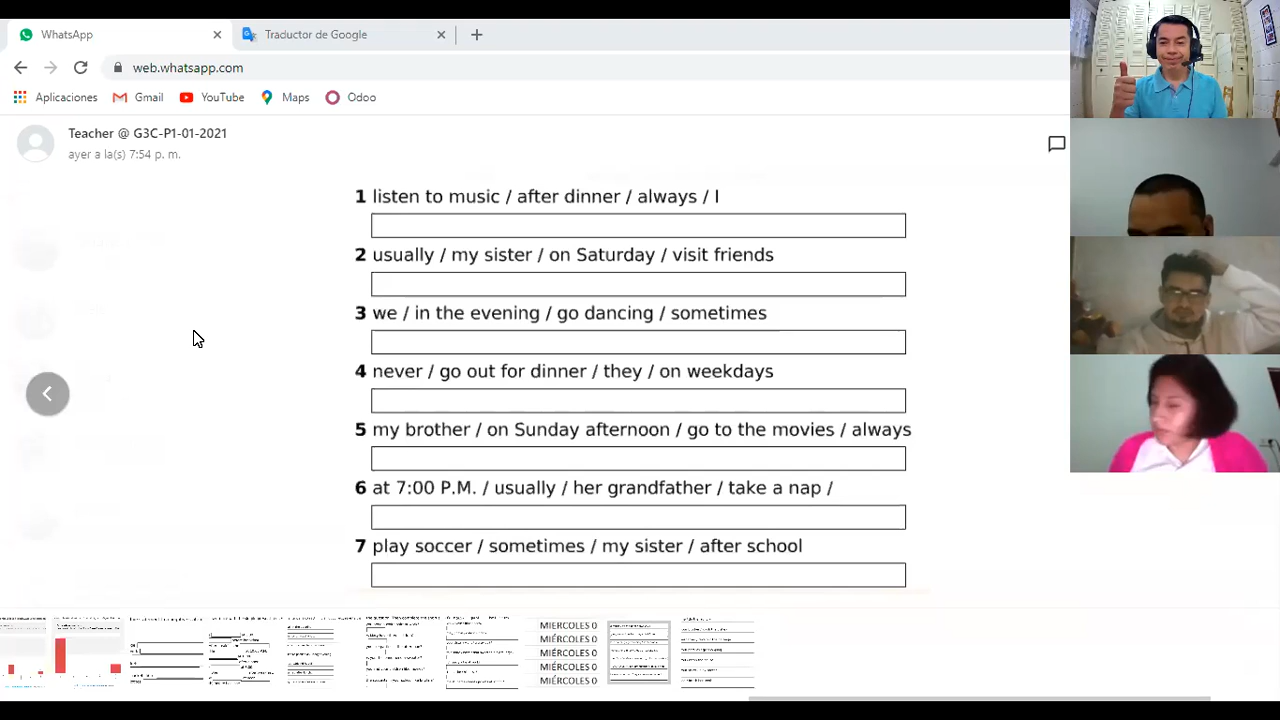 WhatsApp
Traductor de Google
web.whatsapp.com
Aplicaciones
Gmail
YouTube
Maps
Odoo
Teacher @ G3C-P1-01-2021
ayer a la(s) 7:54 p. m.
1 listen to music / after dinner / always / I
2 usually / my sister / on Saturday / visit friends
3 we / in the evening / go dancing / sometimes
4 never / go out for dinner / they / on weekdays
5 my brother / on Sunday afternoon / go to the movies / always
6 at 7:00 P.M. / usually / her grandfather / take a nap /
7 play soccer / sometimes / my sister / after school
MIERCOLES 0
MIÉRCOLES 0
MIÉRCOLES 0
MIÉRCOLES 0
MIÉRCOLES 0